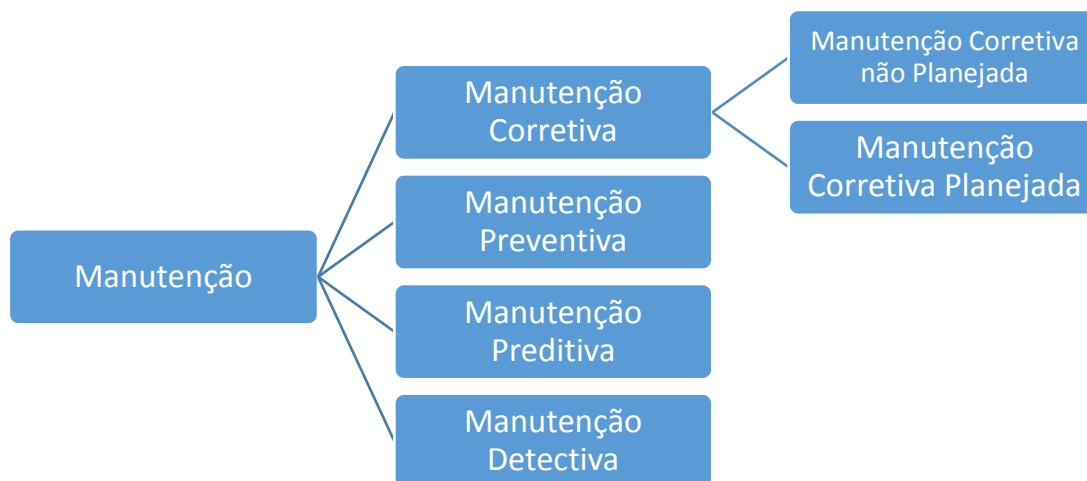 Manutenção
Manutenção
Corretiva
Manutenção
Preventiva
Manutenção
Preditiva
Manutenção
Detectiva
Manutenção Corretiva
não Planejada
Manutenção
Corretiva Planejada